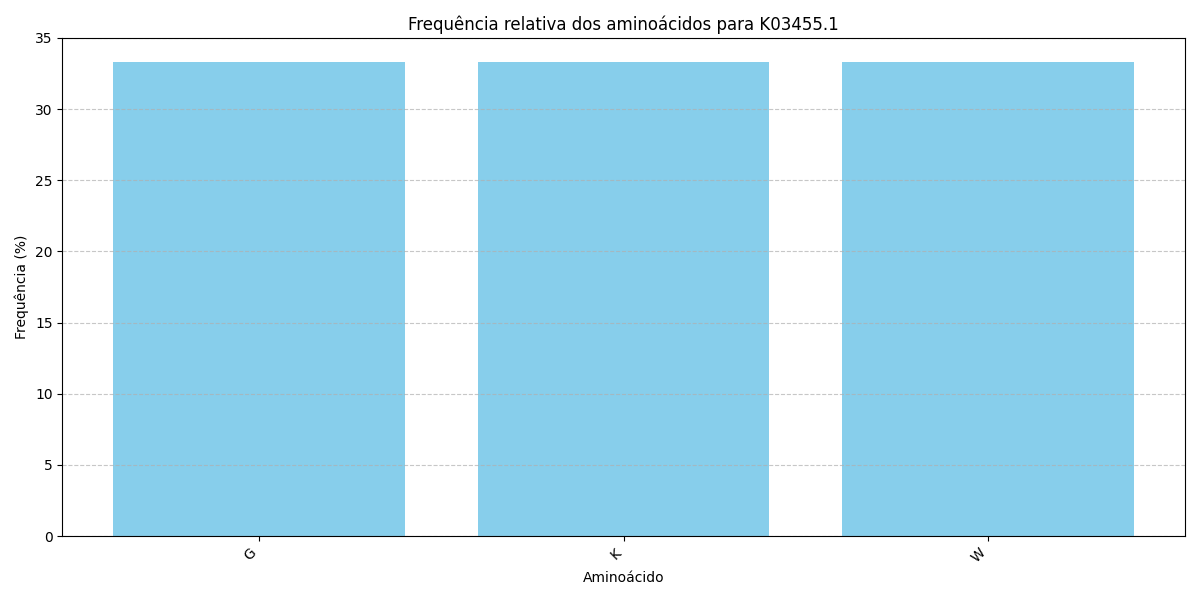 Frequência relativa dos aminoácidos para K03455.1
35
30
25
20
15
10
5
0
Frequência (%)
G K W
Aminoácido